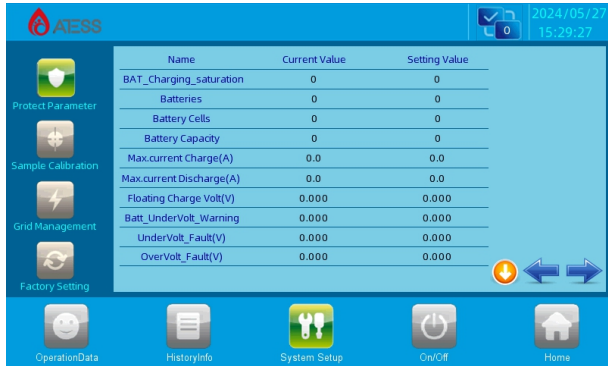 ATESS
0
2024/05/27
15:29:27
Name Current Value Setting Value
BAT_Charging_saturation 0 0
Batteries 0 0
Battery Cells 0 0
Battery Capacity 0 0
Max.current Charge(A) 0.0 0.0
Max.current Discharge(A) 0.0 0.0
Floating Charge Volt(V) 0.000 0.000
Batt_UnderVolt_Warning 0.000 0.000
UnderVolt_Fault(V) 0.000 0.000
OverVolt_Fault(V) 0.000 0.000
Protect Parameter
Sample Calibration
Grid Management
Factory Setting
OperationData HistoryInfo System Setup On/Off Home